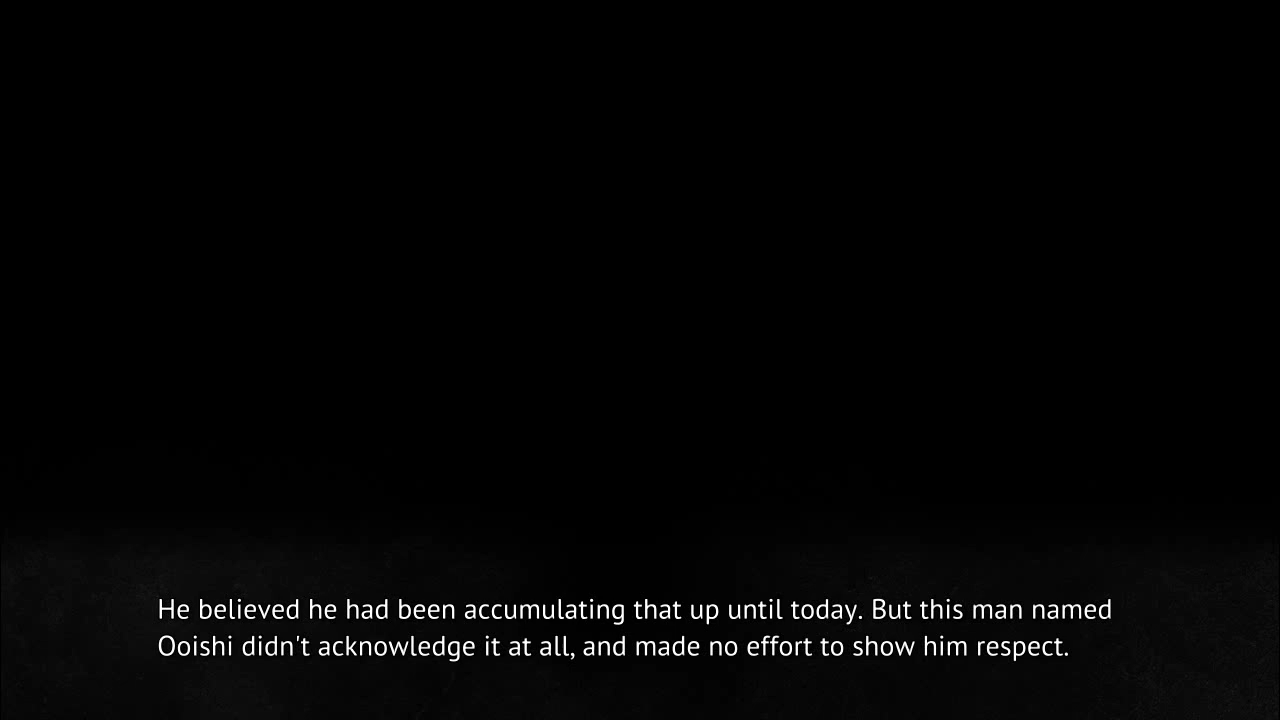 He believed he had been accumulating that up until today. But this man named
Ooishi didn't acknowledge it at all, and made no effort to show him respect.